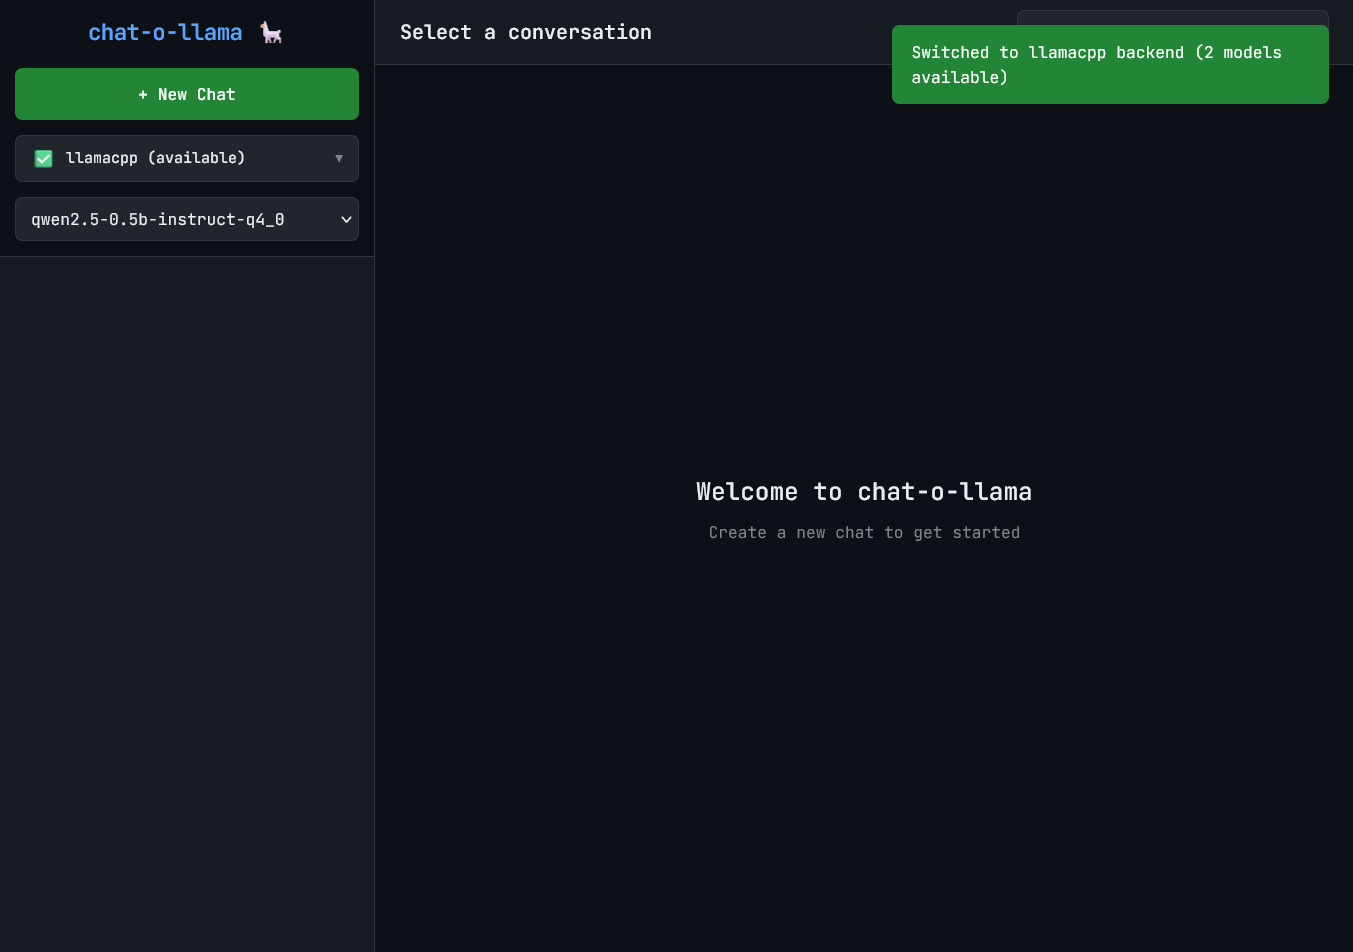 chat-o-llama 🦙
+ New Chat
✅ llamacpp (available) ▼
qwen2.5-0.5b-instruct-q4_0
Select a conversation
Switched to llamacpp backend (2 models
available)
Welcome to chat-o-llama
Create a new chat to get started